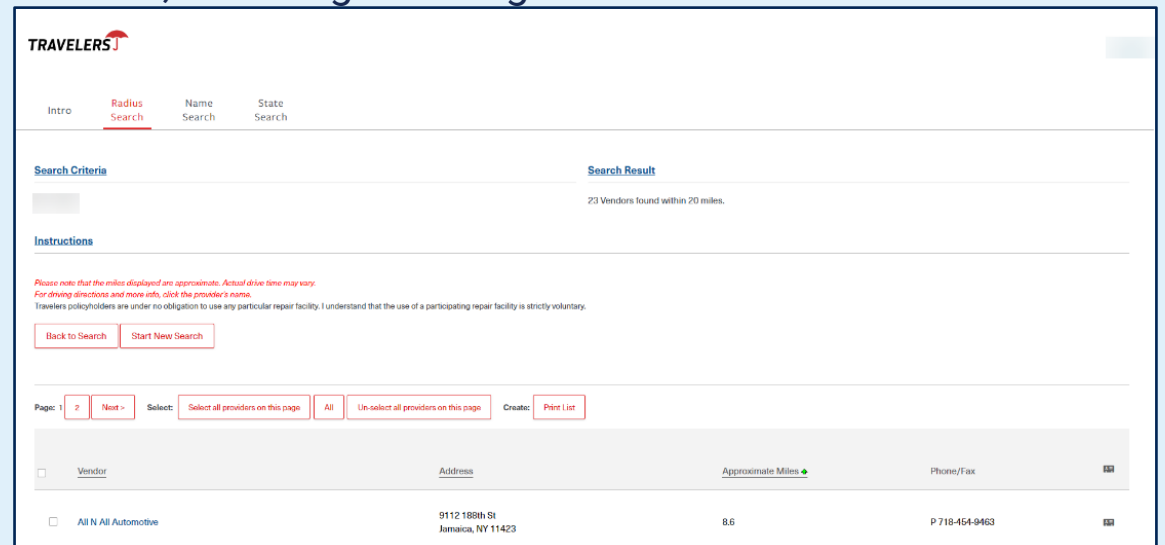 TRAVELERS
Intro
Radius
Search
Name
Search
State
Search
Search Criteria
Search Result
23 Vendors found within 20 miles.
Instructions
Please note that the miles displayed are approximate. Actual drive time may vary.
For driving directions and more info, click the provider's name.
Travelers policyholders are under no obligation to use any particular repair facility. I understand that the use of a participating repair facility is strictly voluntary.
Back to Search Start New Search
Page: 1 2 Next > Select: Select all providers on this page All Un-select all providers on this page Create: Print List
Vendor Address Approximate Miles Phone/Fax
All N All Automotive 9112 188th St 8.6 P 718-454-9463
Jamaica, NY 11423